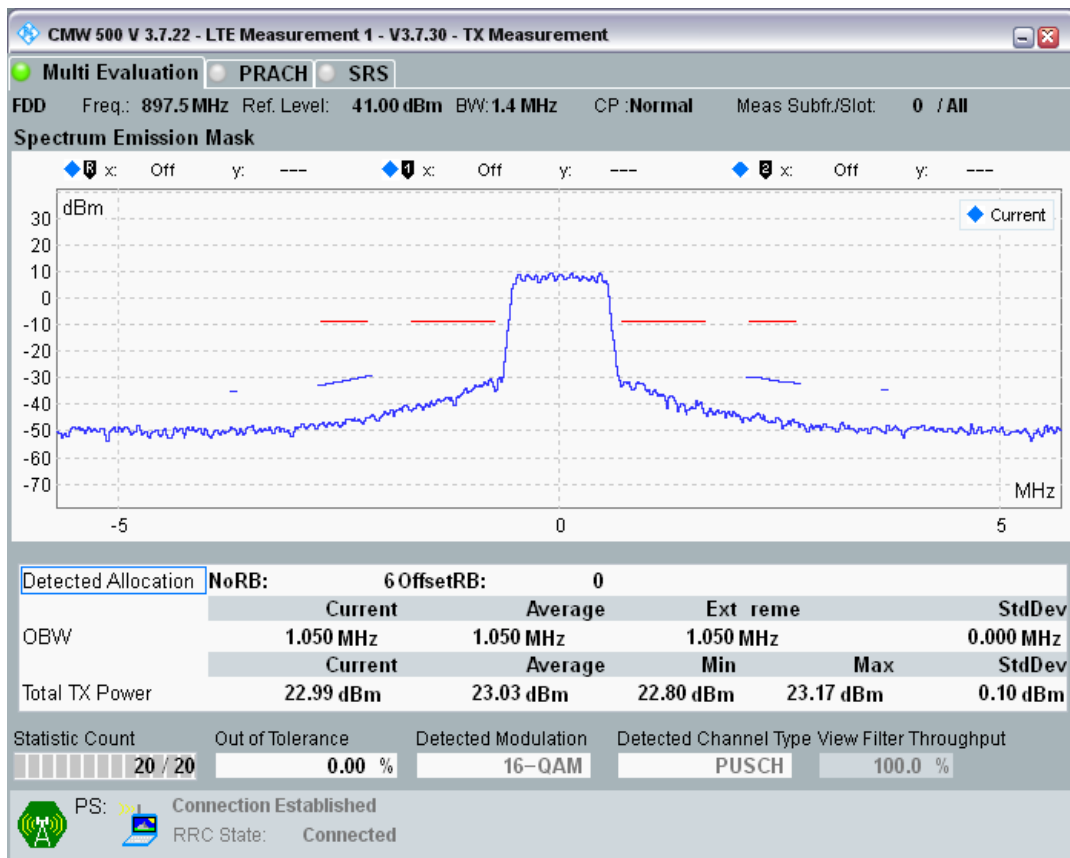 CMW 500 V 3.7.22 - LTE Measurement 1 - V3.7.30 - TX Measurement
Multi Evaluation PRACH SRS
FDD Freq.: 897.5 MHz Ref. Level: 41.00 dBm BW: 1.4 MHz CP :Normal Meas Subfr./Slot: 0 / All
Spectrum Emission Mask
R x: Off y: --- 1 x: Off y: --- 2 x: Off y: ---
dBm
Current
30
20
10
0
-10
-20
-30
-40
-50
-60
-70
MHz
-5 0 5
Detected Allocation NoRB: 6 OffsetRB: 0
Current Average Ext reme StdDev
OBW 1.050 MHz 1.050 MHz 1.050 MHz 0.000 MHz
Current Average Min Max StdDev
Total TX Power 22.99 dBm 23.03 dBm 22.80 dBm 23.17 dBm 0.10 dBm
Statistic Count Out of Tolerance Detected Modulation Detected Channel Type View Filter Throughput
20 / 20 0.00 % 16-QAM PUSCH 100.0 %
PS: Connection Established
RRC State: Connected